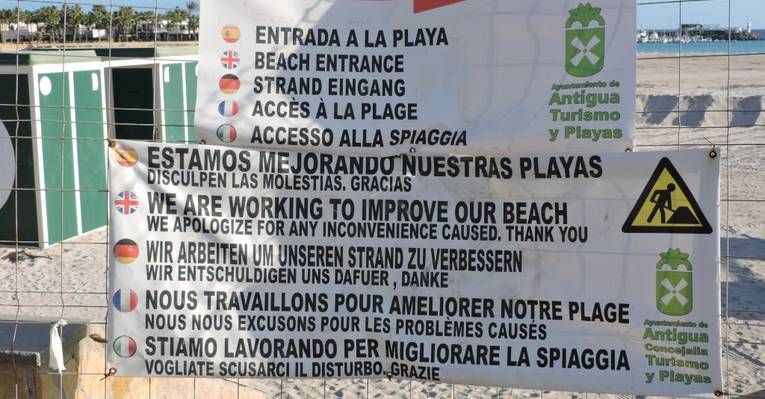 ENTRADA A LA PLAYA
BEACH ENTRANCE
STRAND EINGANG
ACCÈS À LA PLAGE
ACCESO ALLA SPIAGGIA
Ayuntamiento de
Antigua
Turismo
y Playas
ESTAMOS MEJORANDO NUESTRAS PLAYAS
DISCULPEN LAS MOLESTIAS. GRACIAS
WE ARE WORKING TO IMPROVE OUR BEACH
WE APOLOGIZE FOR ANY INCONVENIENCE CAUSED. THANK YOU
WIR ARBEITEN UM UNSEREN STRAND ZU VERBESSERN
WIR ENTSCHULDIGEN UNS DAFUER , DANKE
NOUS TRAVAILLONS POUR AMELIORER NOTRE PLAGE
NOUS NOUS EXCUSONS POUR LES PROBLÈMES CAUSÉS
STIAMO LAVORANDO PER MIGLIORARE LA SPIAGGIA
VOGLIATE SCUSARCI IL DISTURBO, GRAZIE
Ayuntamiento de
Antigua
Concejalia
Turismo
y Playas